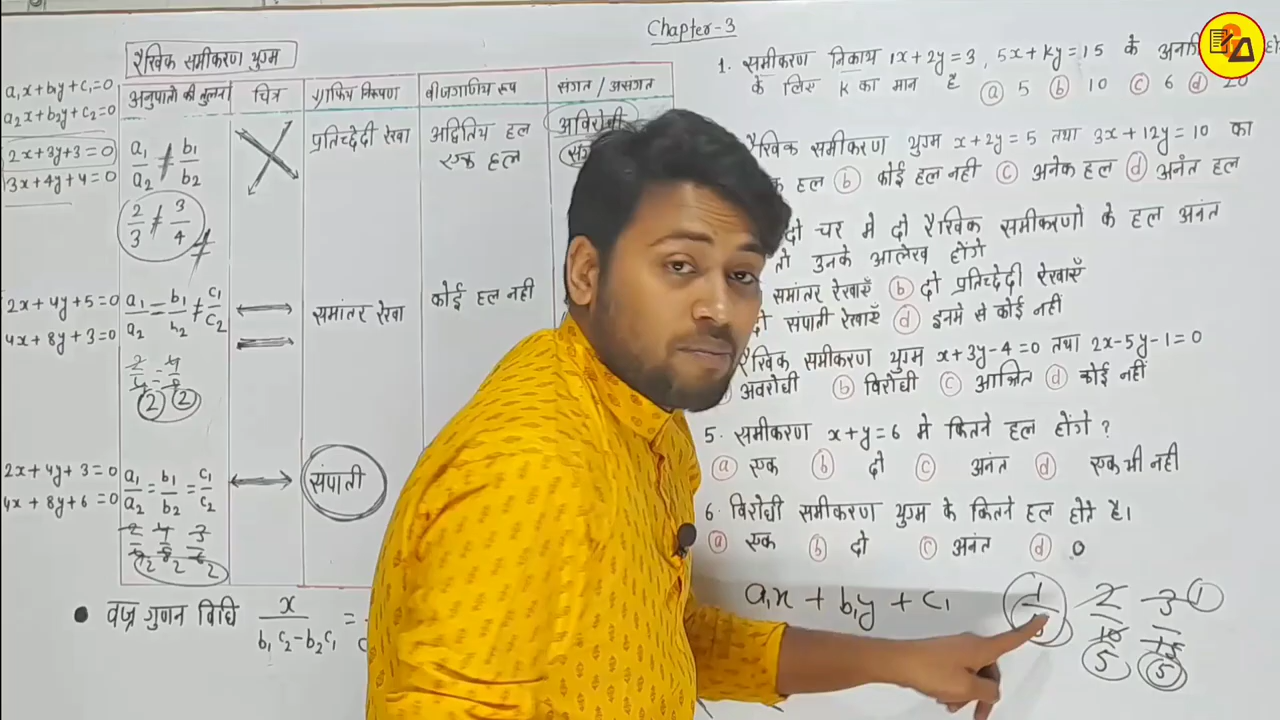 Chapter-3
रैखिक समीकरण युग्म
a₁x+b₁y+c₁=0
a₂x+b₂y+c₂=0
2x+3y+3=0
3x+4y+4=0
अनुपातो की तुलना चित्र ग्राफिय निरूपण बीजगणितिय रूप संगत / असंगत
a₁/a₂ ≠ b₁/b₂ प्रतिच्छेदी रेखा अद्वितिय हल अविरोधी
एक हल
2/3 ≠ 3/4 ≠
2x+4y+5=0
4x+8y+3=0
a₁/a₂ = b₁/b₂ ≠ c₁/c₂ समांतर रेखा कोई हल नही
2/4 = 4/8
2 2
2x+4y+3=0
4x+8y+6=0
a₁/a₂ = b₁/b₂ = c₁/c₂ संपाती
2/4 4/8 3/6
2 2 2
• वज्र गुणन विधि x/(b₁c₂-b₂c₁) =
1. समीकरण निकाय 1x+2y=3, 5x+ky=15 के
के लिए k का मान है ⓐ 5 ⓑ 10 ⓒ 6 ⓓ 20
रैखिक समीकरण युग्म x+2y=5 तथा 3x+12y=10 का
हल ⓑ कोई हल नही ⓒ अनेक हल ⓓ अनंत हल
दो चर मे दो रैखिक समीकरणो के हल अनंत
तो उनके आलेख होंगे
समांतर रेखाएँ ⓑ दो प्रतिच्छेदी रेखाएँ
दो संपाती रेखाएँ ⓓ इनमे से कोई नही
रैखिक समीकरण युग्म x+3y-4=0 तथा 2x-5y-1=0
अवरोधी ⓑ विरोधी ⓒ आश्रित ⓓ कोई नही
5. समीकरण x+y=6 मे कितने हल होंगे ?
ⓐ एक ⓑ दो ⓒ अनंत ⓓ एक भी नही
6. विरोधी समीकरण युग्म के कितने हल होते है।
ⓐ एक ⓑ दो ⓒ अनंत ⓓ 0
a₁x + b₁y + c₁
1 2/10 3/15 1
5 5